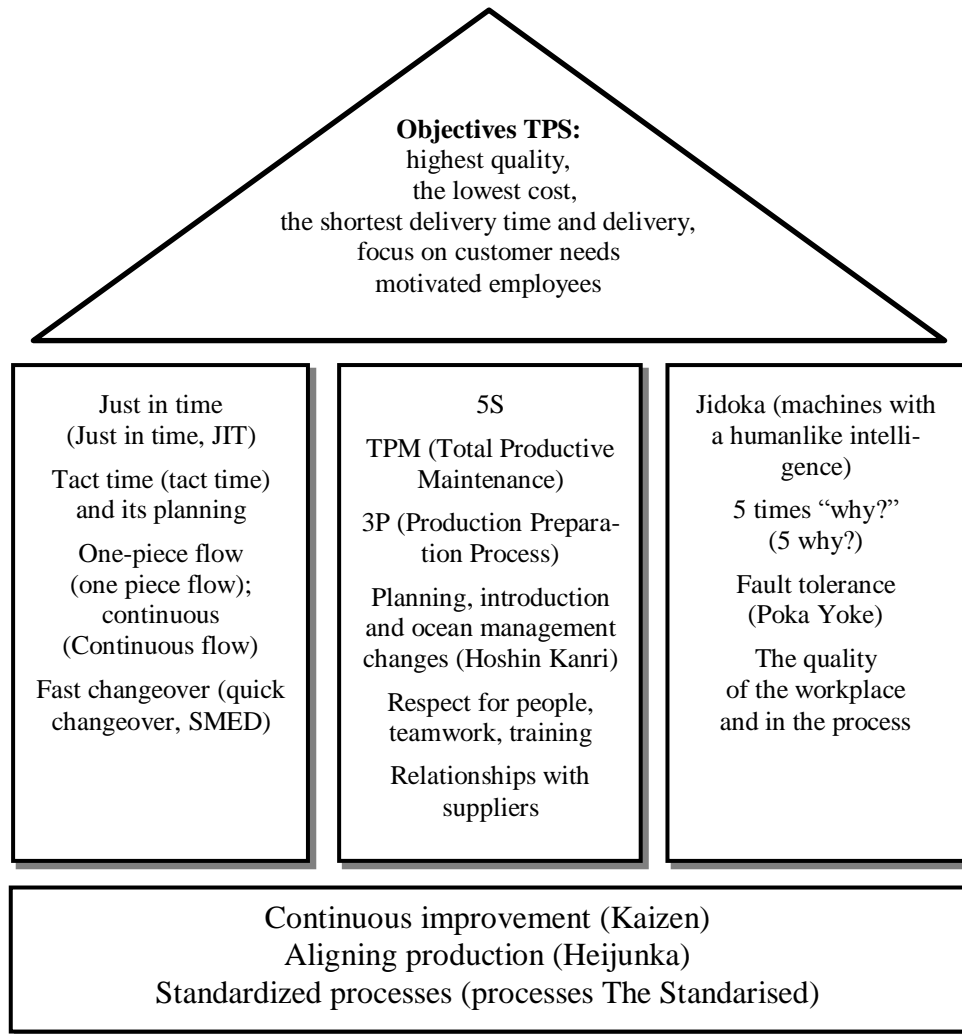 Objectives TPS:
highest quality,
the lowest cost,
the shortest delivery time and delivery,
focus on customer needs
motivated employees
Just in time
(Just in time, JIT)
Tact time (tact time)
and its planning
One-piece flow
(one piece flow);
continuous
(Continuous flow)
Fast changeover (quick
changeover, SMED)
5S
TPM (Total Productive
Maintenance)
3P (Production Prepara-
tion Process)
Planning, introduction
and ocean management
changes (Hoshin Kanri)
Respect for people,
teamwork, training
Relationships with
suppliers
Jidoka (machines with
a humanlike intelli-
gence)
5 times “why?”
(5 why?)
Fault tolerance
(Poka Yoke)
The quality
of the workplace
and in the process
Continuous improvement (Kaizen)
Aligning production (Heijunka)
Standardized processes (processes The Standarised)